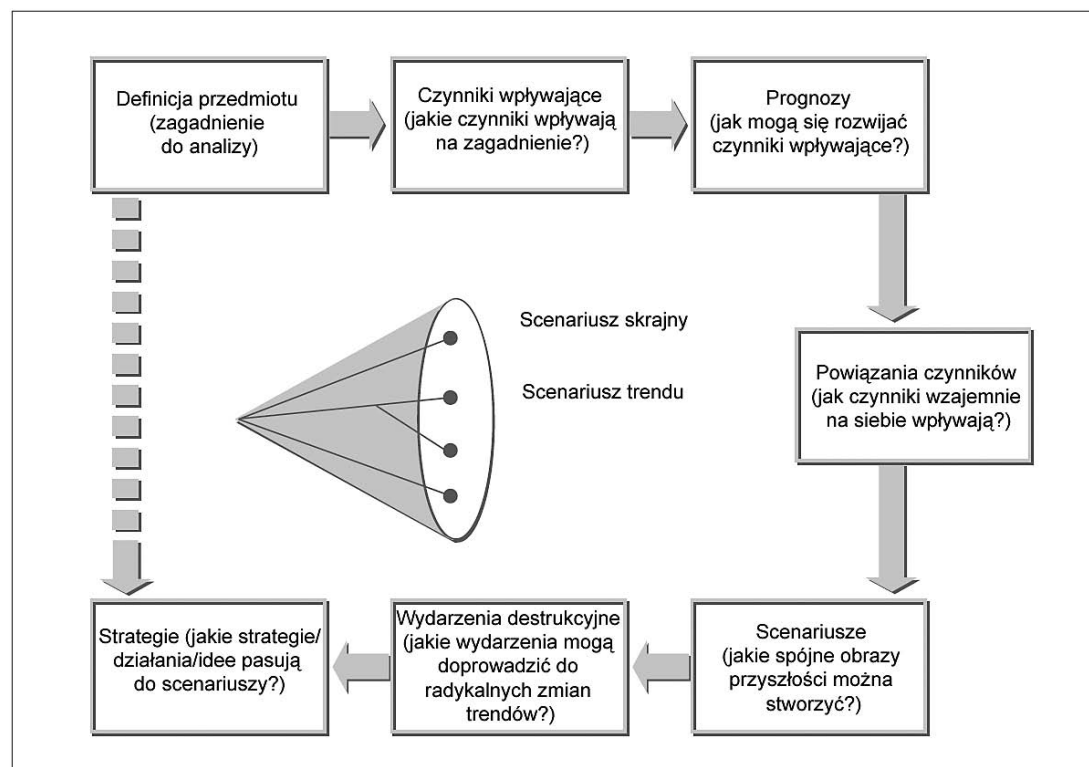 Definicja przedmiotu
(zagadnienie
do analizy)
Czynniki wpływające
(jakie czynniki wpływają
na zagadnienie?)
Prognozy
(jak mogą się rozwijać
czynniki wpływające?)
Scenariusz skrajny
Scenariusz trendu
Powiązania czynników
(jak czynniki wzajemnie
na siebie wpływają?)
Strategie (jakie strategie/
działania/idee pasują
do scenariuszy?)
Wydarzenia destrukcyjne
(jakie wydarzenia mogą
doprowadzić do
radykalnych zmian
trendów?)
Scenariusze
(jakie spójne obrazy
przyszłości można
stworzyć?)